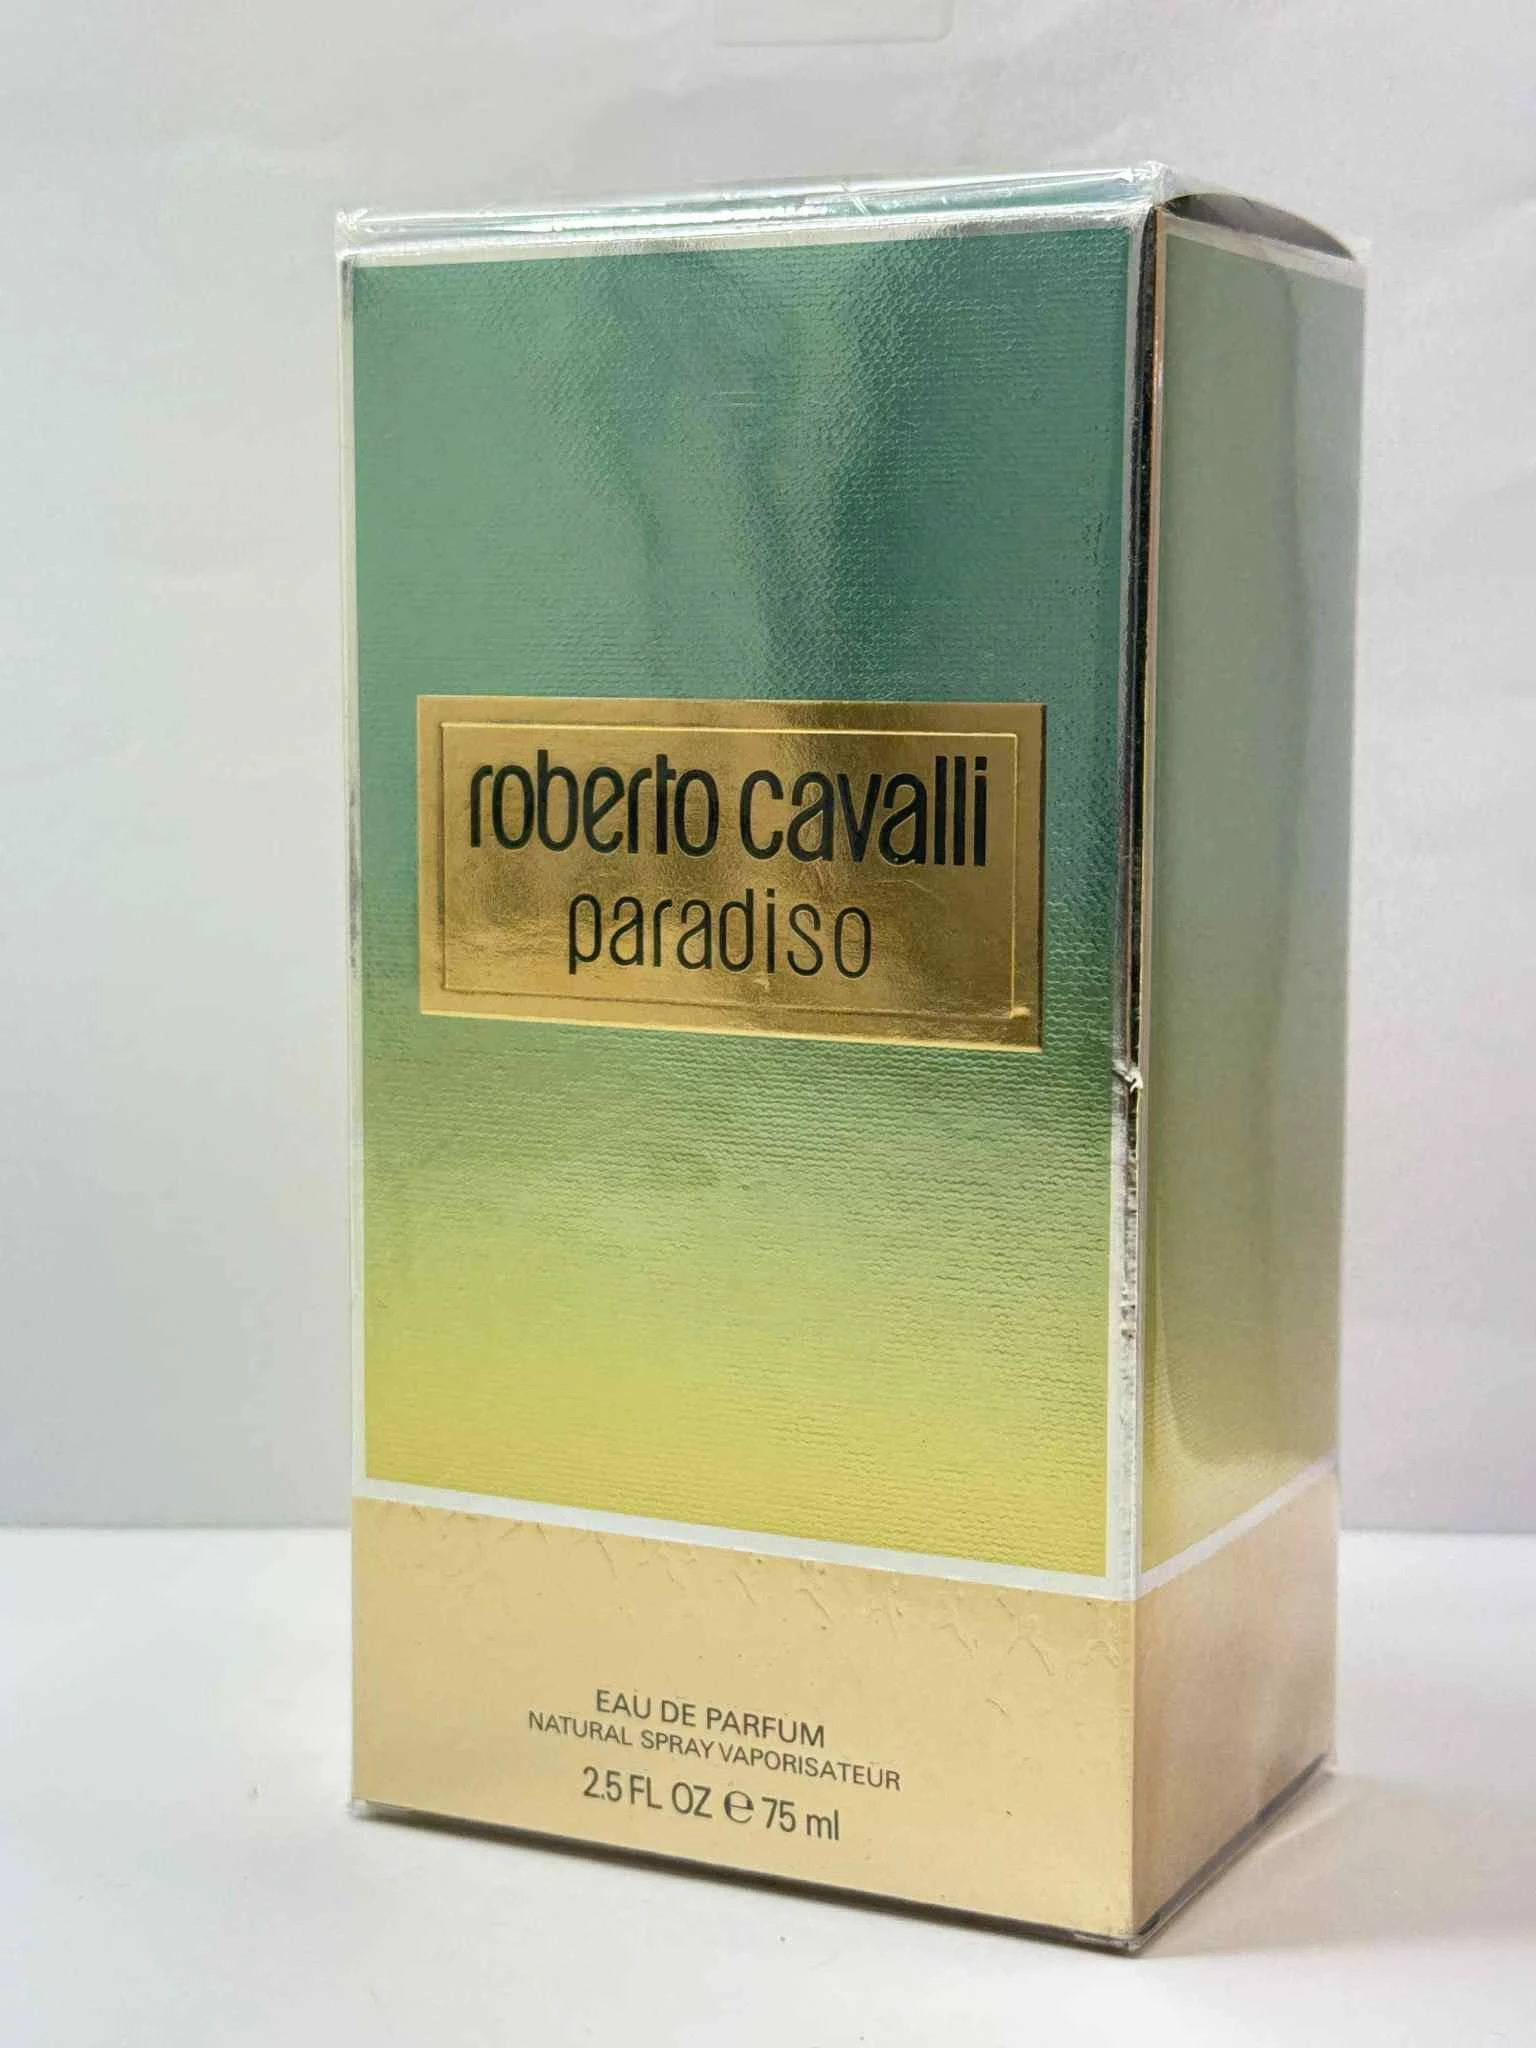 roberto cavalli
paradiso
EAU DE PARFUM
NATURAL SPRAY VAPORISATEUR
2.5 FL OZ ℮ 75 ml